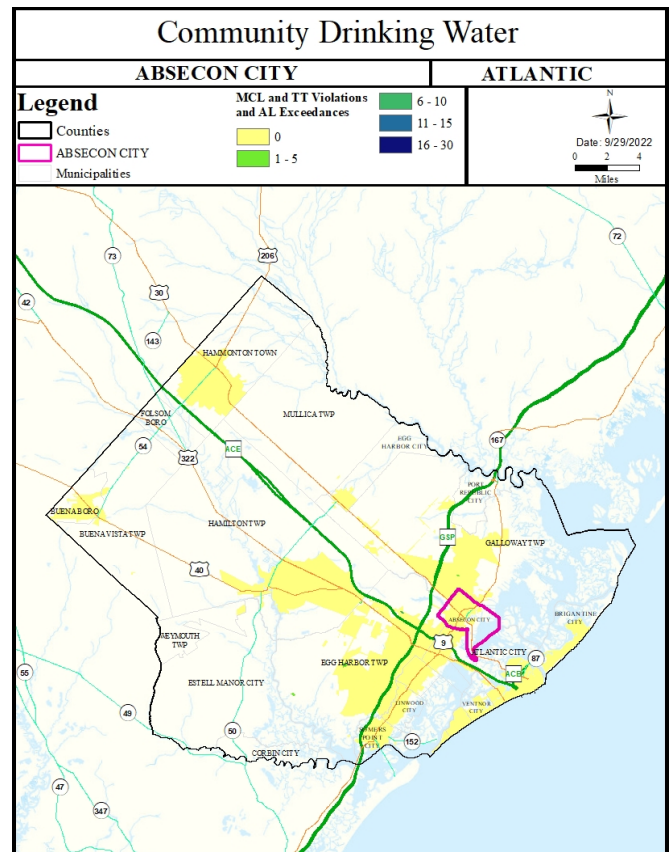 Community Drinking Water
ABSECON CITY
ATLANTIC
Legend
Counties
ABSECON CITY
Municipalities
MCL and TT Violations
and AL Exceedances
0
1 - 5
6 - 10
11 - 15
16 - 30
N
Date: 9/29/2022
0 2 4
Miles
72
73
206
42
30
143
HAMMONTON TOWN
MULLICA TWP
FOLSOM
BORO
EGG
HARBOR CITY
167
54
322
ACE
PORT
REPUBLIC
CITY
BUENA BORO
BUENA VISTA TWP
HAMILTON TWP
GSP
GALLOWAY TWP
40
ABSECON CITY
BRIGANTINE
CITY
WEYMOUTH
TWP
9
ATLANTIC CITY
87
EGG HARBOR TWP
ACE
55
ESTELL MANOR CITY
LINWOOD
CITY
VENTNOR
CITY
49
50
SOMERS
POINT
CITY
152
CORBIN CITY
47
347